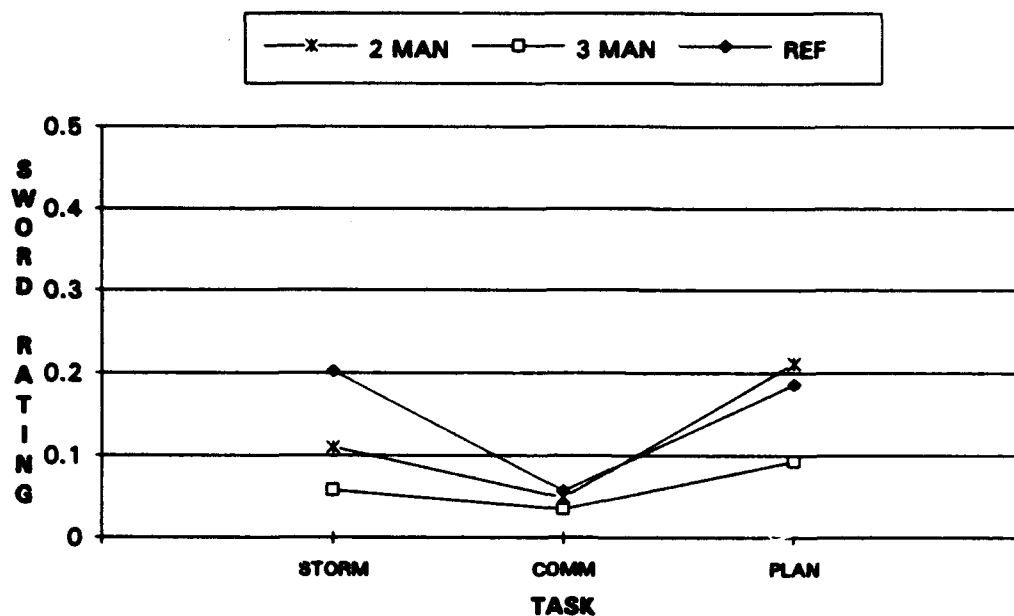 2 MAN 3 MAN REF
0.5
0.4
0.3
0.2
0.1
0
SWORD RATING
STORM COMM PLAN
TASK